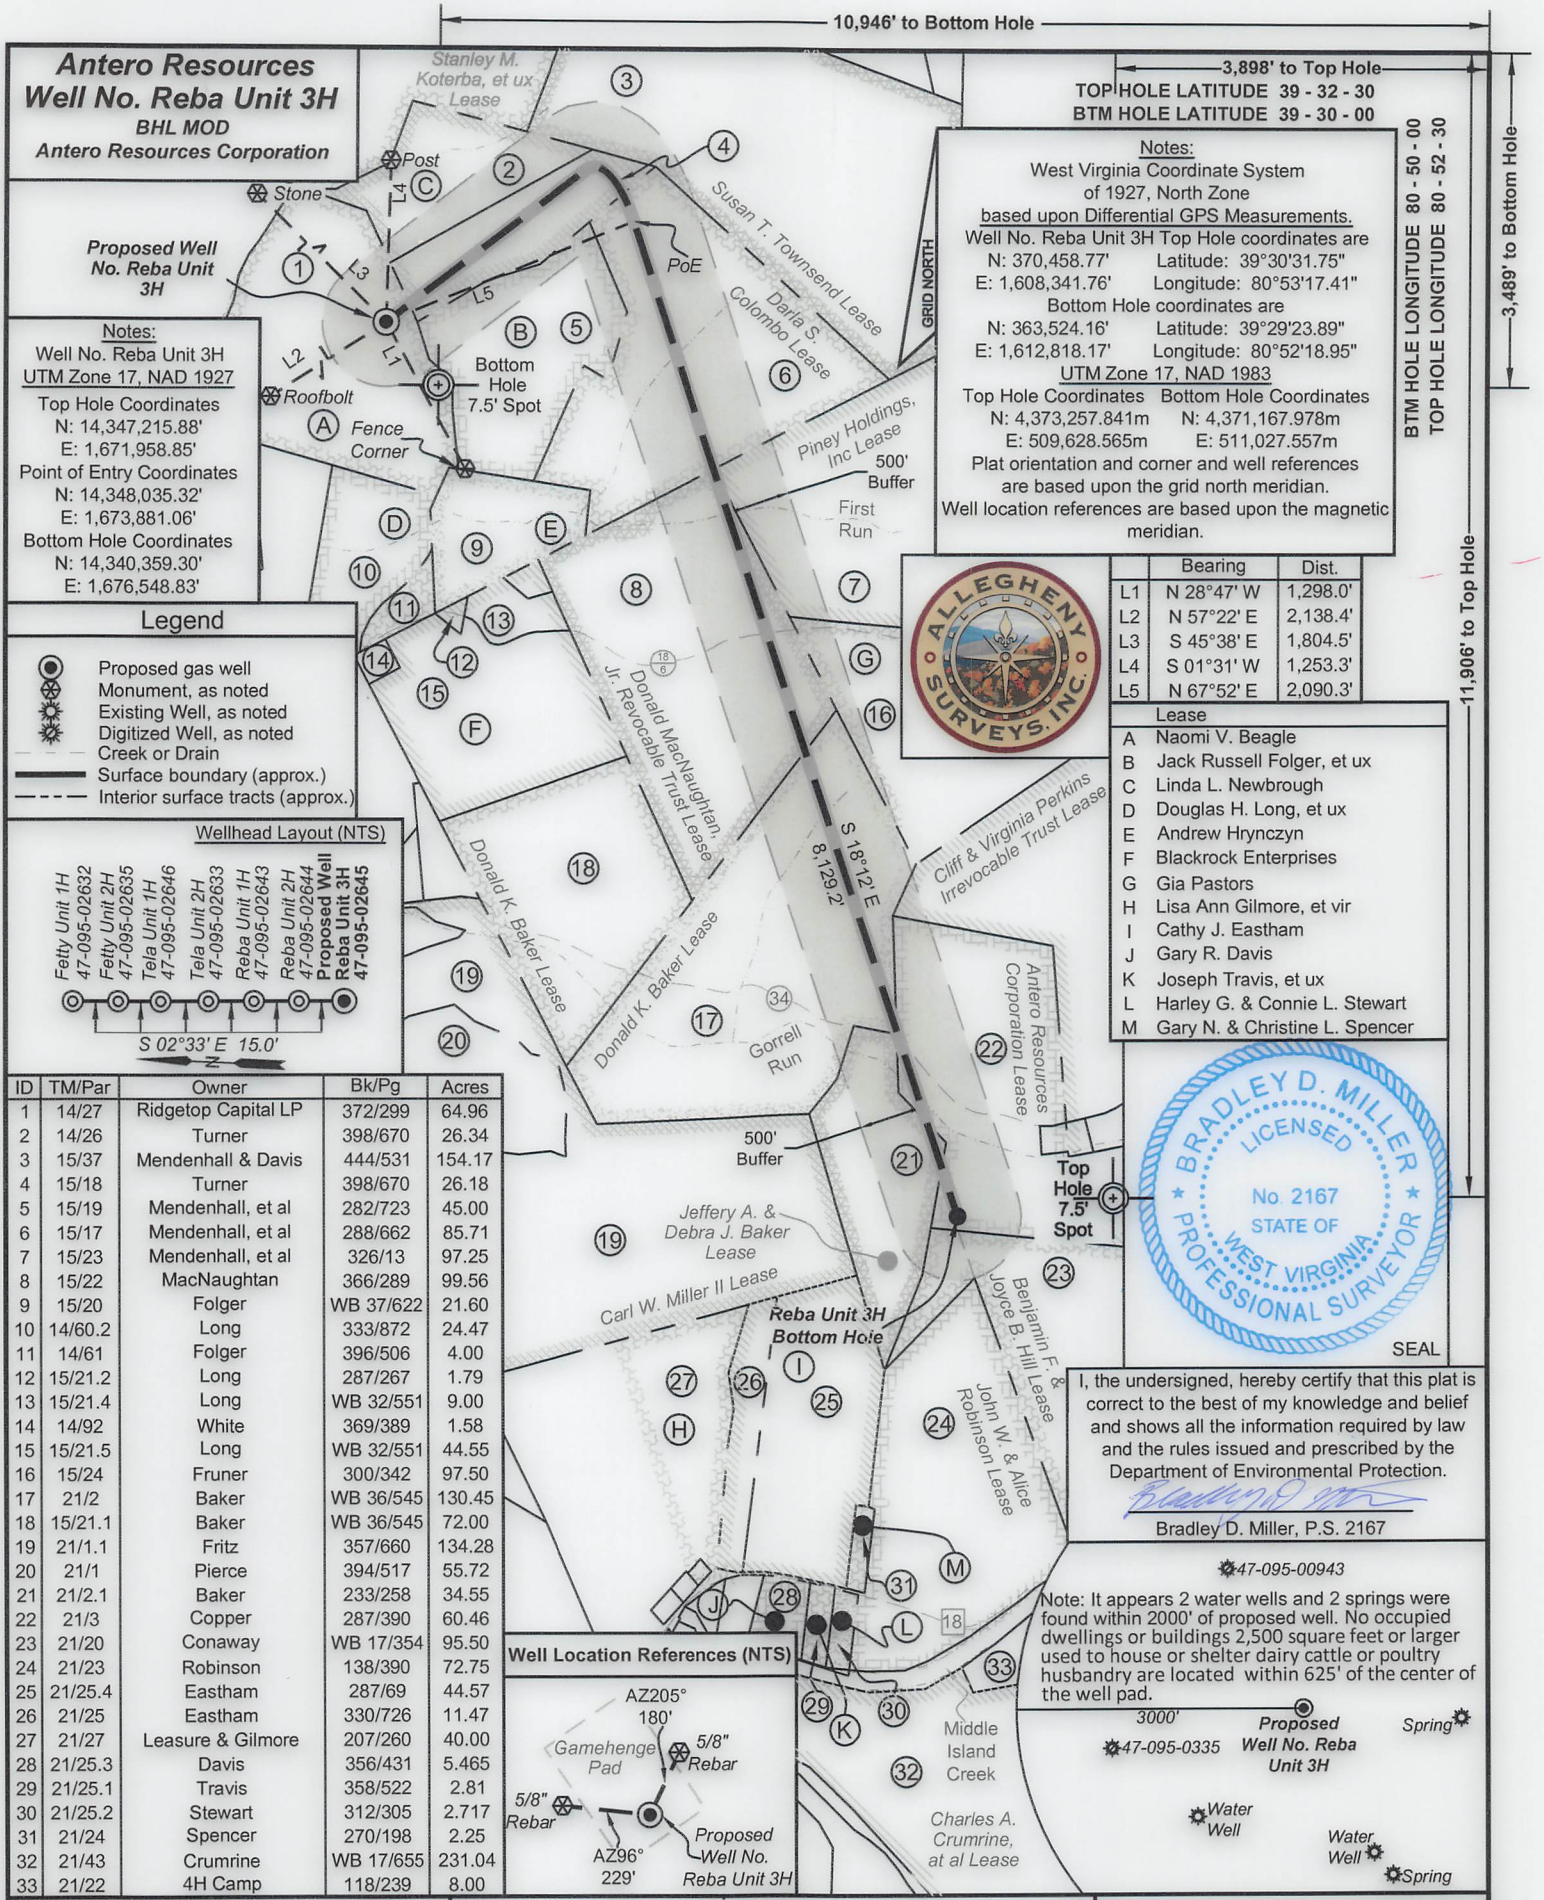 10,946' to Bottom Hole
Antero Resources
Well No. Reba Unit 3H
BHL MOD
Antero Resources Corporation
3,898' to Top Hole
TOP HOLE LATITUDE 39 - 32 - 30
BTM HOLE LATITUDE 39 - 30 - 00
BTM HOLE LONGITUDE 80 - 50 - 00
TOP HOLE LONGITUDE 80 - 52 - 30
3,489' to Bottom Hole
11,906' to Top Hole
Notes:
West Virginia Coordinate System
of 1927, North Zone
based upon Differential GPS Measurements.
Well No. Reba Unit 3H Top Hole coordinates are
N: 370,458.77' Latitude: 39°30'31.75"
E: 1,608,341.76' Longitude: 80°53'17.41"
Bottom Hole coordinates are
N: 363,524.16' Latitude: 39°29'23.89"
E: 1,612,818.17' Longitude: 80°52'18.95"
UTM Zone 17, NAD 1983
Top Hole Coordinates Bottom Hole Coordinates
N: 4,373,257.841m N: 4,371,167.978m
E: 509,628.565m E: 511,027.557m
Plat orientation and corner and well references
are based upon the grid north meridian.
Well location references are based upon the magnetic
meridian.
GRID NORTH
Stanley M.
Koterba, et ux
Lease
3
2
4
Post
C
L4
Stone
1
L3
Proposed Well
No. Reba Unit
3H
L5
L2
L1
PoE
Susan T. Townsend Lease
Darla S.
Colombo Lease
B
5
6
Bottom
Hole
7.5' Spot
Roofbolt
A
Fence
Corner
Piney Holdings,
Inc Lease
500'
Buffer
First
Run
Notes:
Well No. Reba Unit 3H
UTM Zone 17, NAD 1927
Top Hole Coordinates
N: 14,347,215.88'
E: 1,671,958.85'
Point of Entry Coordinates
N: 14,348,035.32'
E: 1,673,881.06'
Bottom Hole Coordinates
N: 14,340,359.30'
E: 1,676,548.83'
D
E
9
10
8
7
11
13
12
14
15
F
G
16
18
6
Donald MacNaughtan,
Jr. Revocable Trust Lease
Legend
Proposed gas well
Monument, as noted
Existing Well, as noted
Digitized Well, as noted
Creek or Drain
Surface boundary (approx.)
Interior surface tracts (approx.)
ALLEGHENY
SURVEYS, INC.
Bearing Dist.
L1 N 28°47' W 1,298.0'
L2 N 57°22' E 2,138.4'
L3 S 45°38' E 1,804.5'
L4 S 01°31' W 1,253.3'
L5 N 67°52' E 2,090.3'
Lease
A Naomi V. Beagle
B Jack Russell Folger, et ux
C Linda L. Newbrough
D Douglas H. Long, et ux
E Andrew Hrynczyn
F Blackrock Enterprises
G Gia Pastors
H Lisa Ann Gilmore, et vir
I Cathy J. Eastham
J Gary R. Davis
K Joseph Travis, et ux
L Harley G. & Connie L. Stewart
M Gary N. & Christine L. Spencer
Wellhead Layout (NTS)
Fetty Unit 1H
47-095-02632
Fetty Unit 2H
47-095-02635
Tela Unit 1H
47-095-02646
Tela Unit 2H
47-095-02633
Reba Unit 1H
47-095-02643
Reba Unit 2H
47-095-02644
Proposed Well
Reba Unit 3H
47-095-02645
S 02°33' E 15.0'
N
S 18°12' E
8,129.2'
Cliff & Virginia Perkins
Irrevocable Trust Lease
18
Donald K. Baker Lease
Donald K. Baker Lease
19
20
17
34
Gorrell
Run
22
Antero Resources
Corporation Lease
500'
Buffer
21
Top
Hole
7.5'
Spot
BRADLEY D. MILLER
LICENSED
No. 2167
STATE OF
WEST VIRGINIA
PROFESSIONAL SURVEYOR
SEAL
Jeffery A. &
Debra J. Baker
Lease
19
23
Carl W. Miller II Lease
Reba Unit 3H
Bottom Hole
Benjamin F. &
Joyce B. Hill Lease
John W. & Alice
Robinson Lease
27
26
I
25
H
24
ID TM/Par Owner Bk/Pg Acres
1 14/27 Ridgetop Capital LP 372/299 64.96
2 14/26 Turner 398/670 26.34
3 15/37 Mendenhall & Davis 444/531 154.17
4 15/18 Turner 398/670 26.18
5 15/19 Mendenhall, et al 282/723 45.00
6 15/17 Mendenhall, et al 288/662 85.71
7 15/23 Mendenhall, et al 326/13 97.25
8 15/22 MacNaughtan 366/289 99.56
9 15/20 Folger WB 37/622 21.60
10 14/60.2 Long 333/872 24.47
11 14/61 Folger 396/506 4.00
12 15/21.2 Long 287/267 1.79
13 15/21.4 Long WB 32/551 9.00
14 14/92 White 369/389 1.58
15 15/21.5 Long WB 32/551 44.55
16 15/24 Fruner 300/342 97.50
17 21/2 Baker WB 36/545 130.45
18 15/21.1 Baker WB 36/545 72.00
19 21/1.1 Fritz 357/660 134.28
20 21/1 Pierce 394/517 55.72
21 21/2.1 Baker 233/258 34.55
22 21/3 Copper 287/390 60.46
23 21/20 Conaway WB 17/354 95.50
24 21/23 Robinson 138/390 72.75
25 21/25.4 Eastham 287/69 44.57
26 21/25 Eastham 330/726 11.47
27 21/27 Leasure & Gilmore 207/260 40.00
28 21/25.3 Davis 356/431 5.465
29 21/25.1 Travis 358/522 2.81
30 21/25.2 Stewart 312/305 2.717
31 21/24 Spencer 270/198 2.25
32 21/43 Crumrine WB 17/655 231.04
33 21/22 4H Camp 118/239 8.00
I, the undersigned, hereby certify that this plat is
correct to the best of my knowledge and belief
and shows all the information required by law
and the rules issued and prescribed by the
Department of Environmental Protection.
Bradley D. Miller, P.S. 2167
M
31
J
28
L
18
33
29
30
K
32
Middle
Island
Creek
Charles A.
Crumrine,
at al Lease
Well Location References (NTS)
AZ205°
180'
Gamehenge
Pad
5/8"
Rebar
5/8"
Rebar
AZ96°
229'
Proposed
Well No.
Reba Unit 3H
47-095-00943
Note: It appears 2 water wells and 2 springs were
found within 2000' of proposed well. No occupied
dwellings or buildings 2,500 square feet or larger
used to house or shelter dairy cattle or poultry
husbandry are located within 625' of the center of
the well pad.
3000'
Proposed
Well No. Reba
Unit 3H
Spring
47-095-0335
Water
Well
Water
Well
Spring